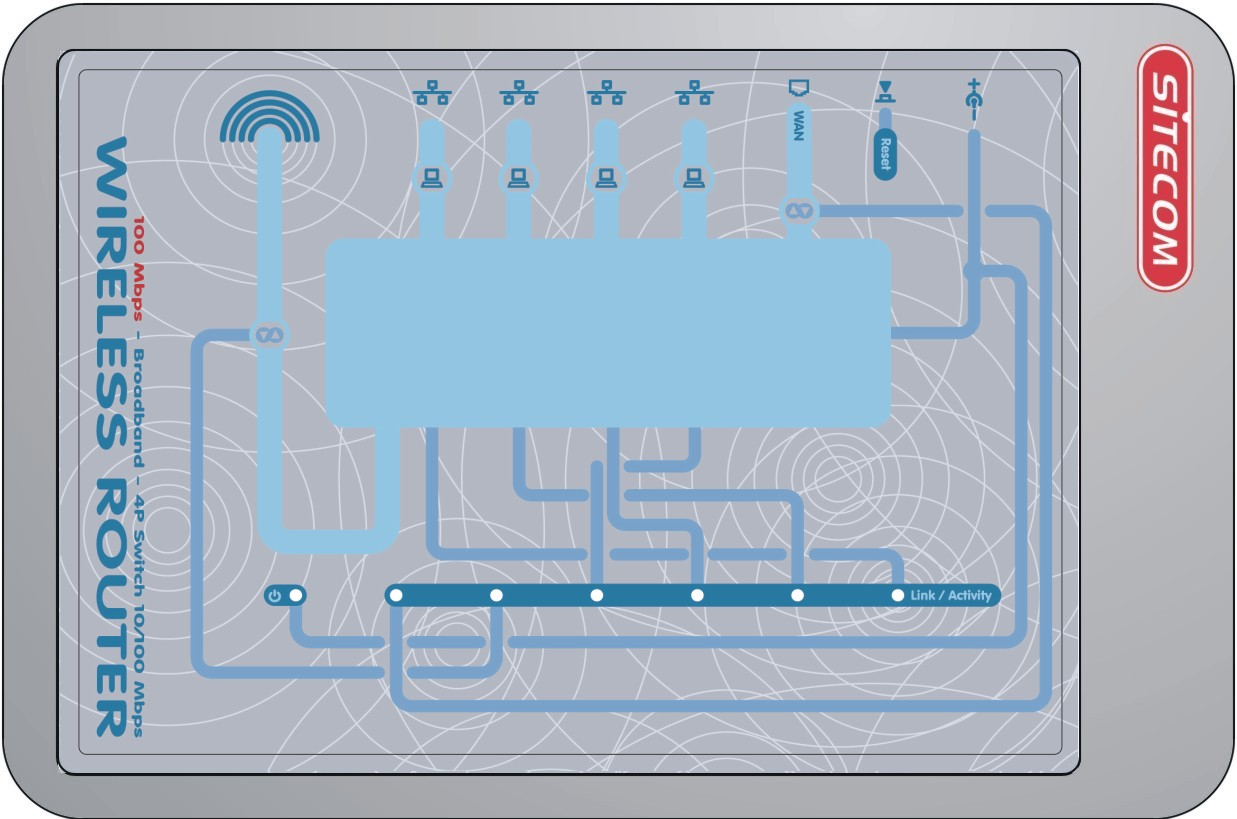 SITECOM
WAN
Reset
WIRELESS ROUTER
100 Mbps - Broadband - 4P Switch 10/100 Mbps
Link / Activity